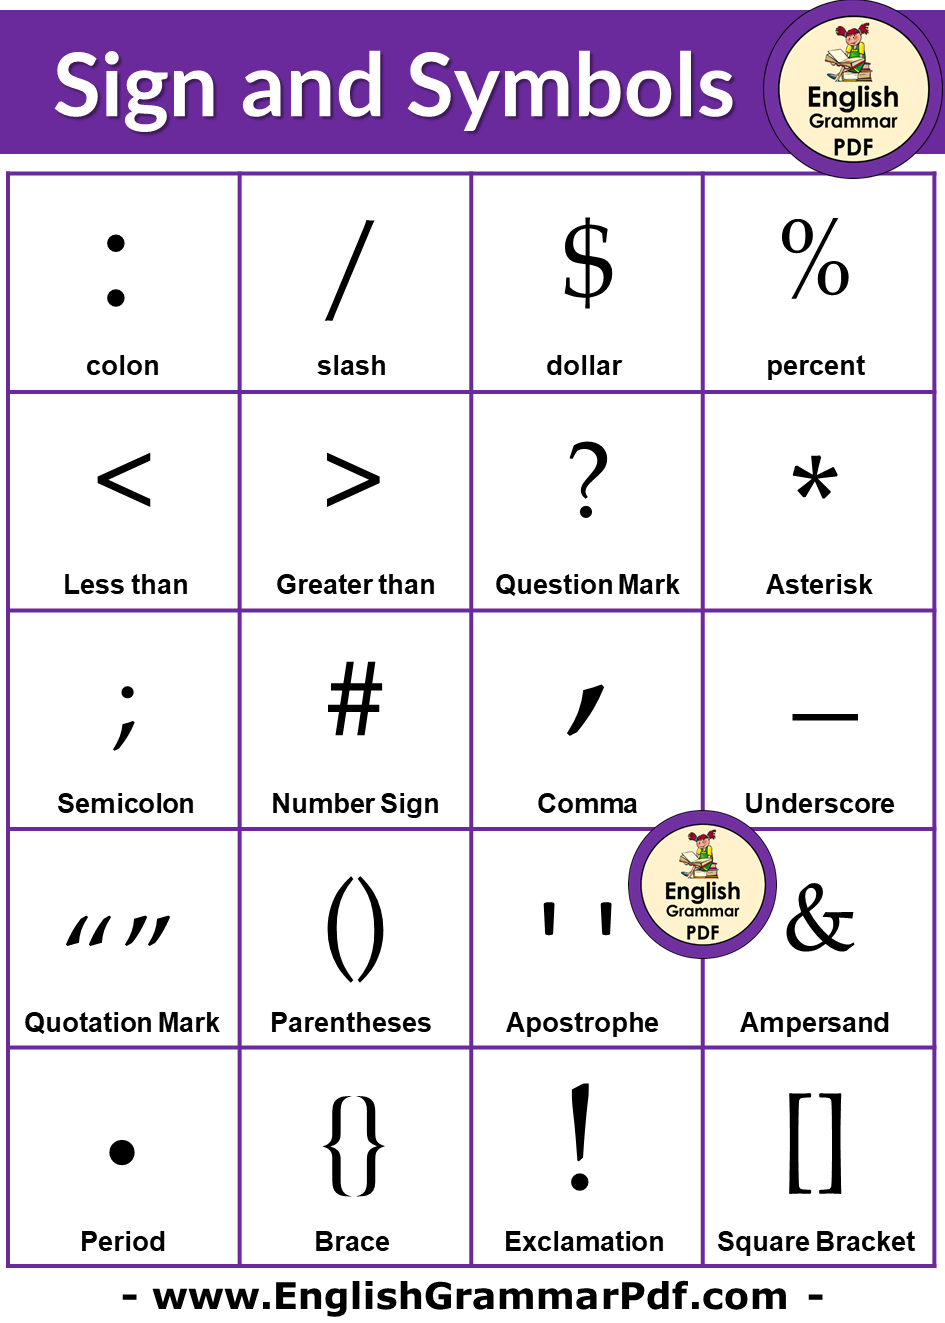 Sign and Symbols
English
Grammar
PDF
: / $ %
colon slash dollar percent
< > ? *
Less than Greater than Question Mark Asterisk
; # , _
Semicolon Number Sign Comma Underscore
English
Grammar
PDF
“” () ' ' &
Quotation Mark Parentheses Apostrophe Ampersand
. {} ! []
Period Brace Exclamation Square Bracket
- www.EnglishGrammarPdf.com -